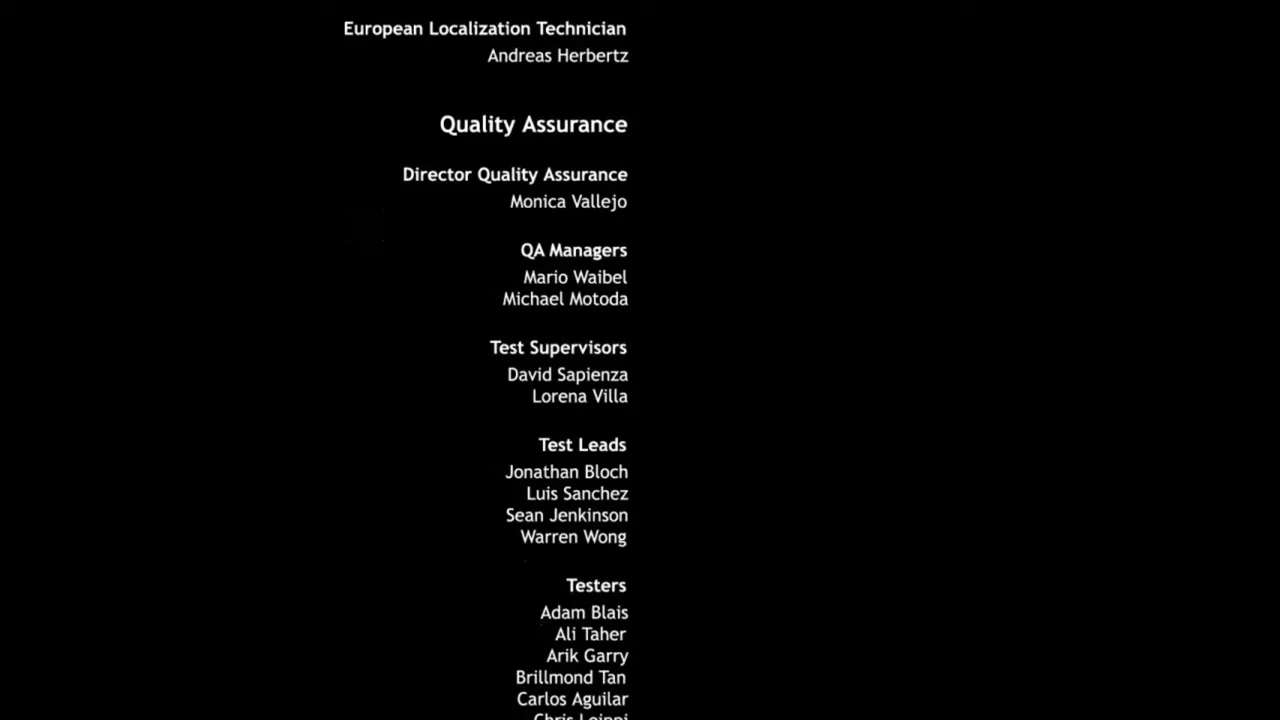 European Localization Technician
Andreas Herbertz
Quality Assurance
Director Quality Assurance
Monica Vallejo
QA Managers
Mario Waibel
Michael Motoda
Test Supervisors
David Sapienza
Lorena Villa
Test Leads
Jonathan Bloch
Luis Sanchez
Sean Jenkinson
Warren Wong
Testers
Adam Blais
Ali Taher
Arik Garry
Brillmond Tan
Carlos Aguilar
Chris